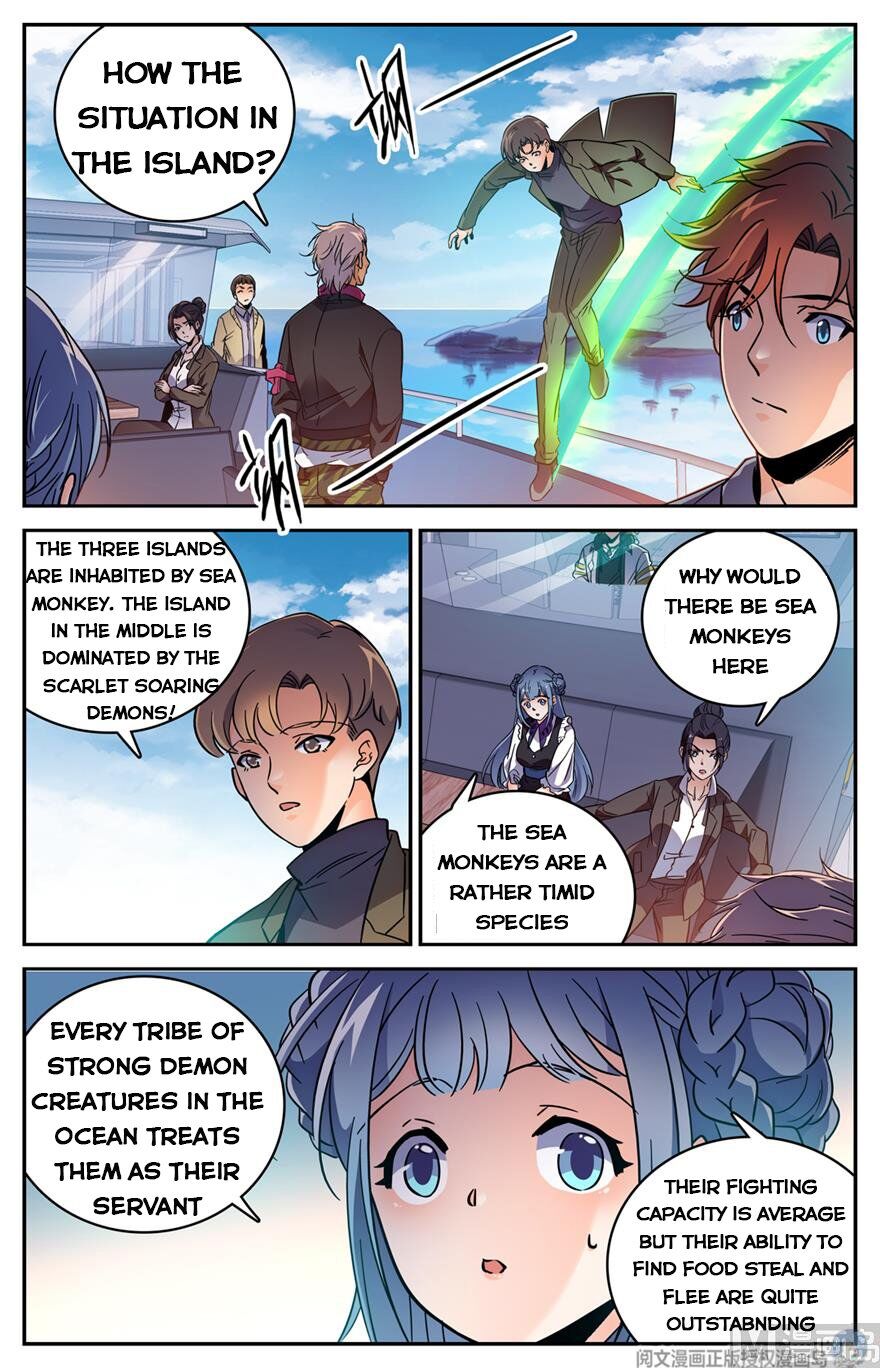 HOW THE
SITUATION IN
THE ISLAND?
THE THREE ISLANDS
ARE INHABITED BY SEA
MONKEY. THE ISLAND
IN THE MIDDLE IS
DOMINATED BY THE
SCARLET SOARING
DEMONS!
WHY WOULD
THERE BE SEA
MONKEYS
HERE
THE SEA
MONKEYS ARE A
RATHER TIMID
SPECIES
EVERY TRIBE OF
STRONG DEMON
CREATURES IN THE
OCEAN TREATS
THEM AS THEIR
SERVANT
THEIR FIGHTING
CAPACITY IS AVERAGE
BUT THEIR ABILITY TO
FIND FOOD STEAL AND
FLEE ARE QUITE
OUTSTABNDING
漫画岛
阅文漫画正版授权漫画岛